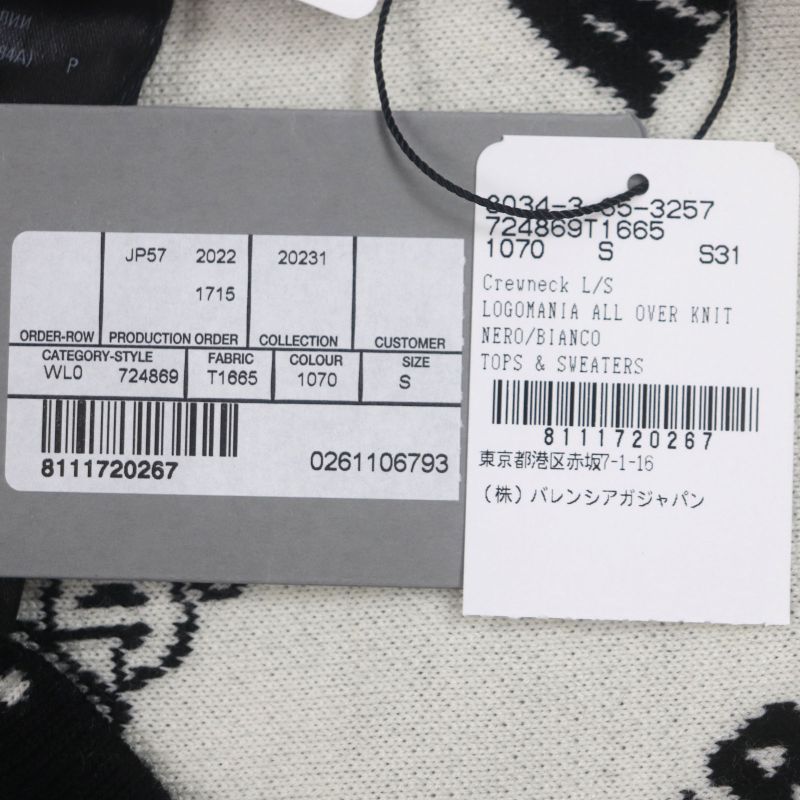 84A) P
JP57 2022 20231
1715
ORDER-ROW PRODUCTION ORDER COLLECTION CUSTOMER
CATEGORY-STYLE FABRIC COLOUR SIZE
WL0 724869 T1665 1070 S
8111720267 0261106793
724869T1665
1070 S S31
Crewneck L/S
LOGOMANIA ALL OVER KNIT
NERO/BIANCO
TOPS & SWEATERS
8111720267
東京都港区赤坂7-1-16
(株)バレンシアガジャパン